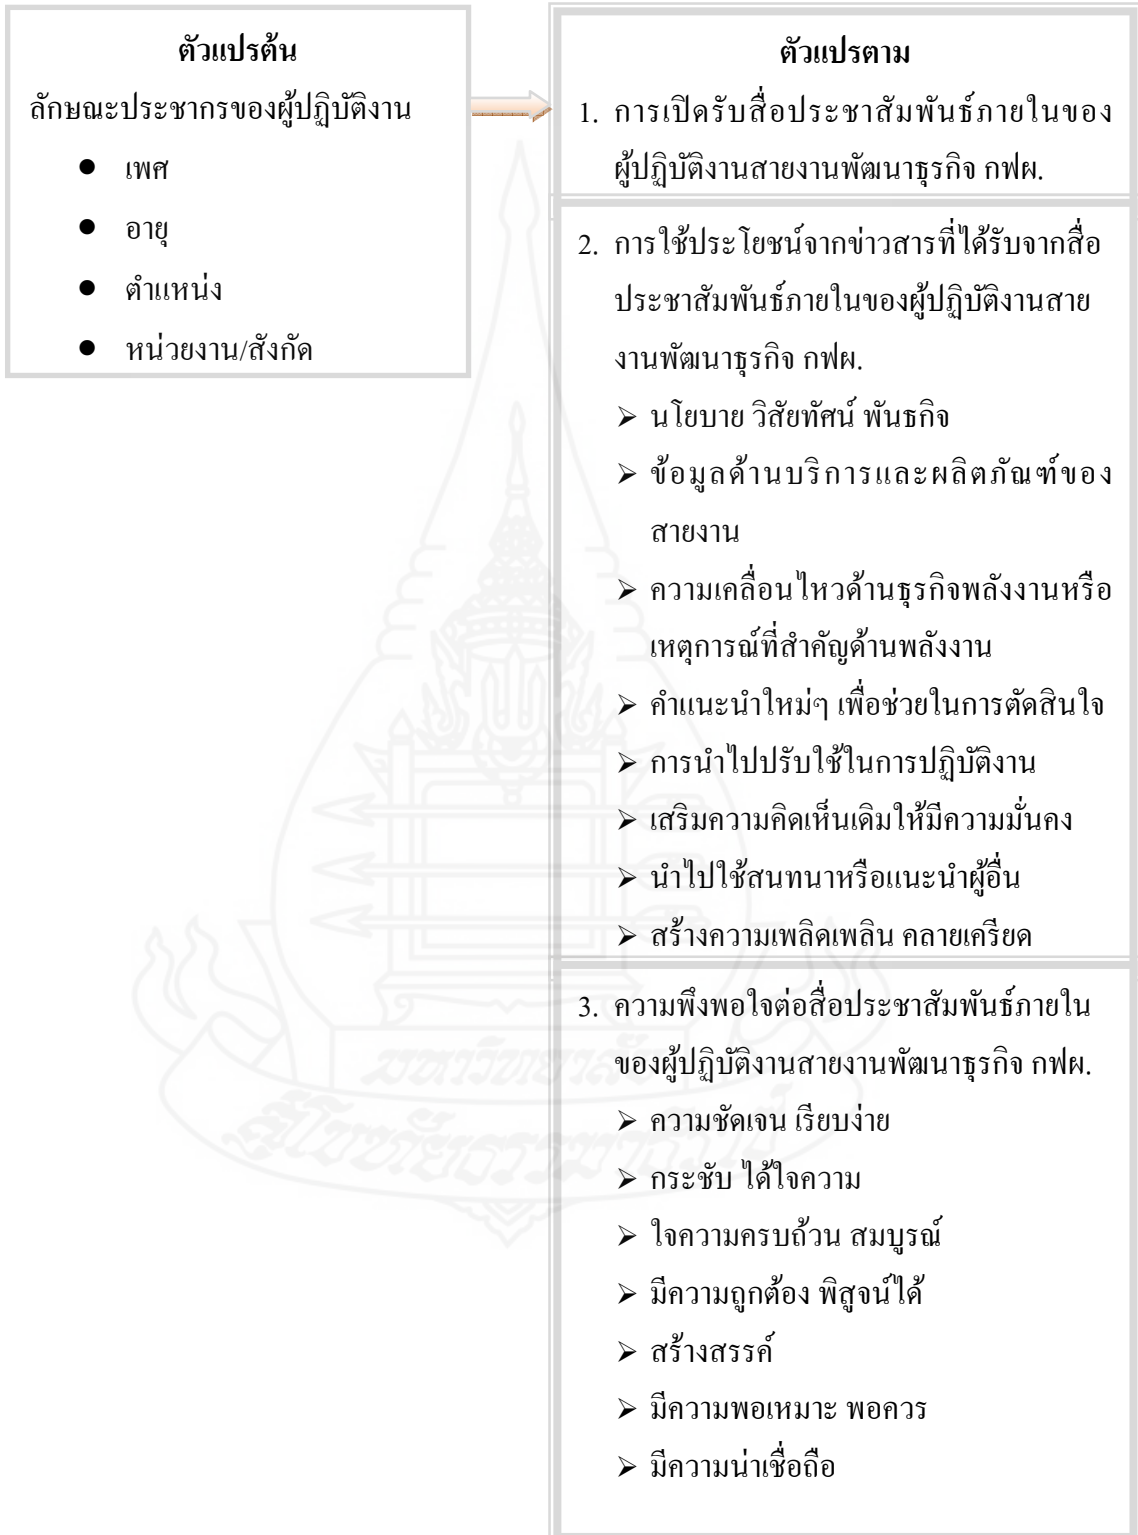 ตัวแปรต้น
ลักษณะประชากรของผู้ปฏิบัติงาน
● เพศ
● อายุ
● ตำแหน่ง
● หน่วยงาน/สังกัด
ตัวแปรตาม
1. การเปิดรับสื่อประชาสัมพันธ์ภายในของ
ผู้ปฏิบัติงานสายงานพัฒนาธุรกิจ กฟผ.
2. การใช้ประโยชน์จากข่าวสารที่ได้รับจากสื่อ
ประชาสัมพันธ์ภายในของผู้ปฏิบัติงานสาย
งานพัฒนาธุรกิจ กฟผ.
➢ นโยบาย วิสัยทัศน์ พันธกิจ
➢ ข้อมูลด้านบริการและผลิตภัณฑ์ของ
สายงาน
➢ ความเคลื่อนไหวด้านธุรกิจพลังงานหรือ
เหตุการณ์ที่สำคัญด้านพลังงาน
➢ คำแนะนำใหม่ๆ เพื่อช่วยในการตัดสินใจ
➢ การนำไปปรับใช้ในการปฏิบัติงาน
➢ เสริมความคิดเห็นเดิมให้มีความมั่นคง
➢ นำไปใช้สนทนาหรือแนะนำผู้อื่น
➢ สร้างความเพลิดเพลิน คลายเครียด
3. ความพึงพอใจต่อสื่อประชาสัมพันธ์ภายใน
ของผู้ปฏิบัติงานสายงานพัฒนาธุรกิจ กฟผ.
➢ ความชัดเจน เรียบง่าย
➢ กระชับ ได้ใจความ
➢ ใจความครบถ้วน สมบูรณ์
➢ มีความถูกต้อง พิสูจน์ได้
➢ สร้างสรรค์
➢ มีความพอเหมาะ พอควร
➢ มีความน่าเชื่อถือ
มหาวิทยาลัย
สุโขทัยธรรมาธิราช